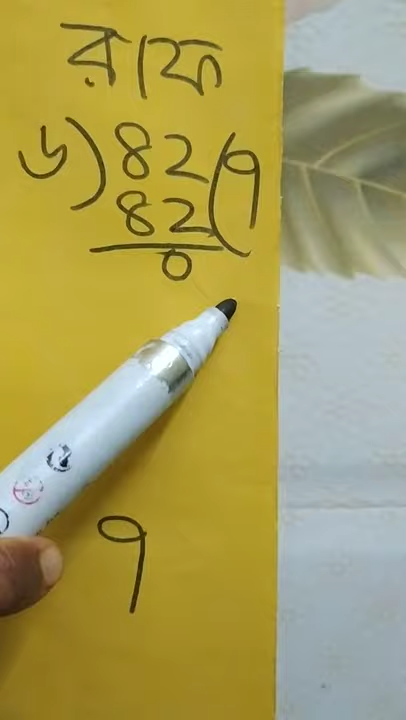 রাফ
৬) ৪২ (৭
৪২
০
৭